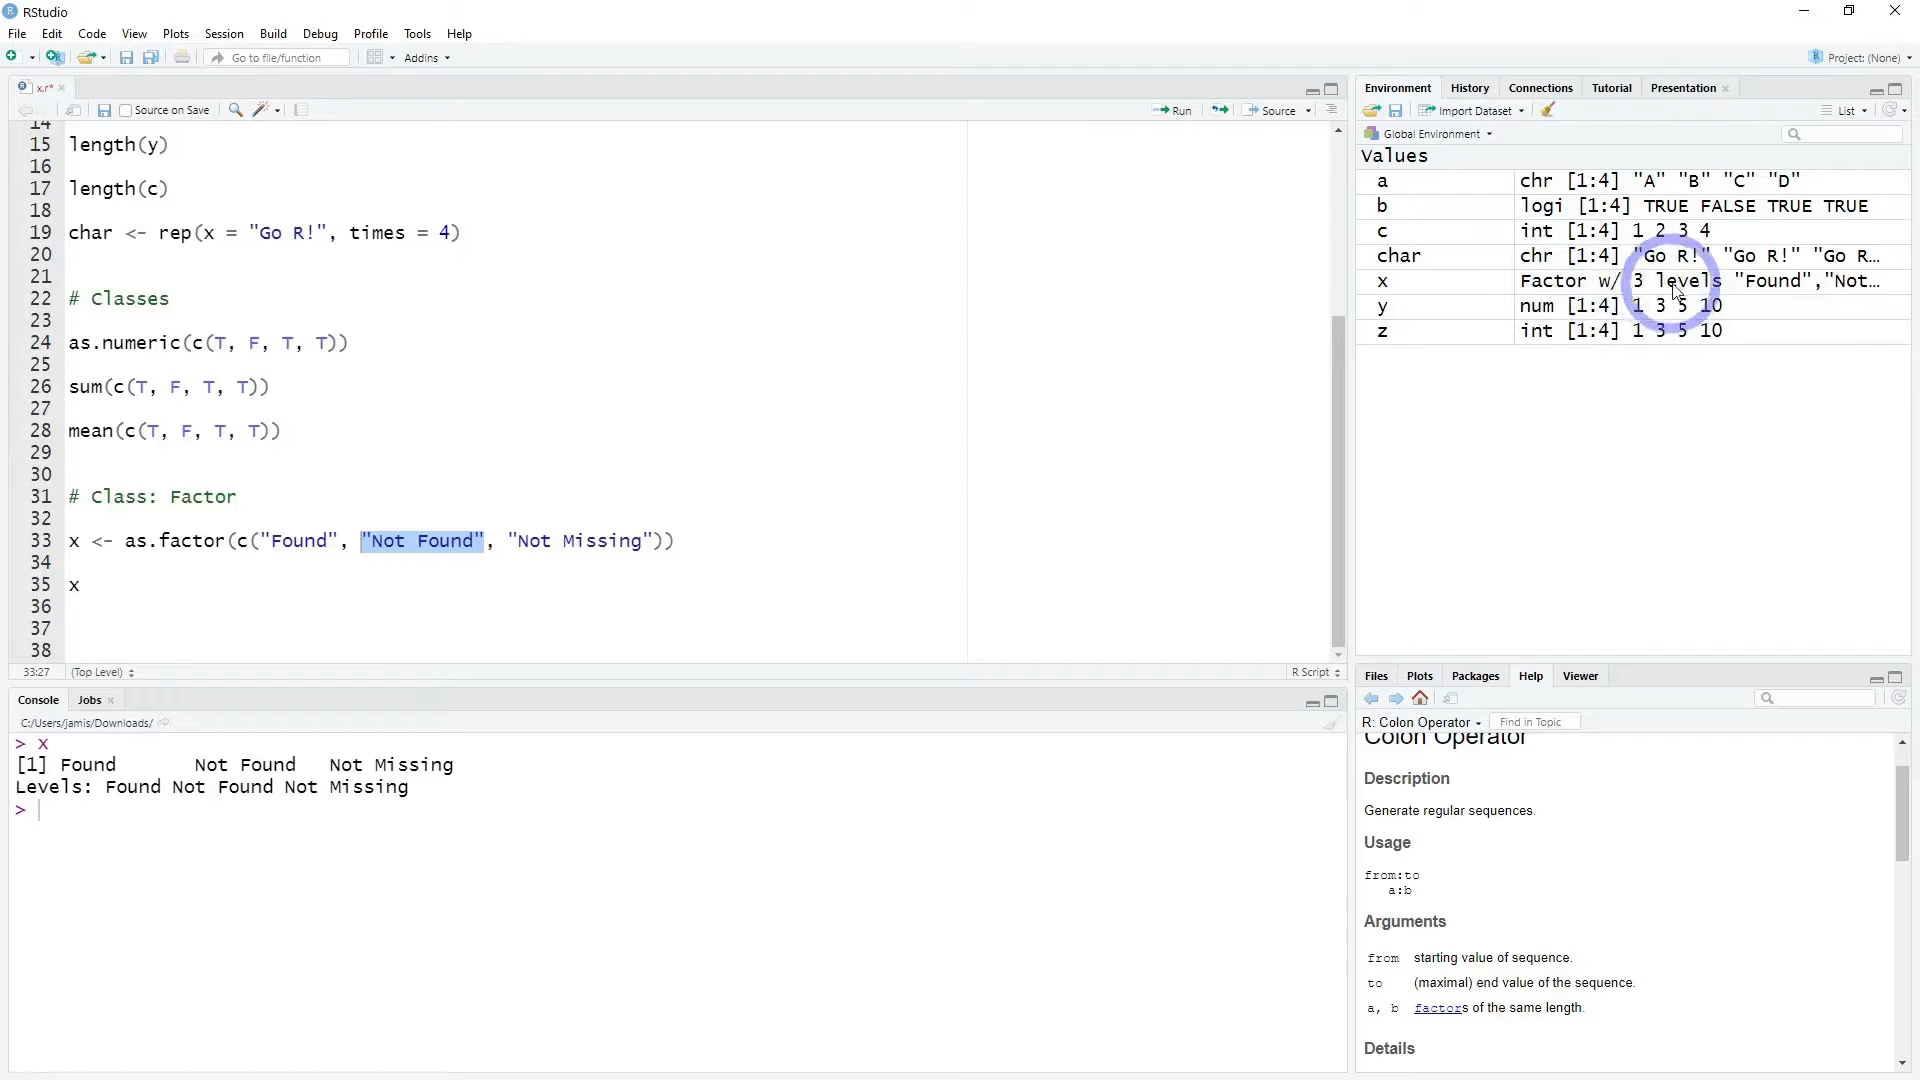 RStudio
File Edit Code View Plots Session Build Debug Profile Tools Help
Go to file/function Addins Project: (None)
x.r*
Source on Save Run Source
14
15 length(y)
16
17 length(c)
18
19 char <- rep(x = "Go R!", times = 4)
20
21
22 # Classes
23
24 as.numeric(c(T, F, T, T))
25
26 sum(c(T, F, T, T))
27
28 mean(c(T, F, T, T))
29
30
31 # Class: Factor
32
33 x <- as.factor(c("Found", "Not Found", "Not Missing"))
34
35 x
36
37
38
33:27 (Top Level) R Script
Console Jobs
C:/Users/jamis/Downloads/
> x
[1] Found Not Found Not Missing
Levels: Found Not Found Not Missing
>
Environment History Connections Tutorial Presentation
Import Dataset List
Global Environment
Values
a chr [1:4] "A" "B" "C" "D"
b logi [1:4] TRUE FALSE TRUE TRUE
c int [1:4] 1 2 3 4
char chr [1:4] "Go R!" "Go R!" "Go R…
x Factor w/ 3 levels "Found","Not…
y num [1:4] 1 3 5 10
z int [1:4] 1 3 5 10
Files Plots Packages Help Viewer
R: Colon Operator Find in Topic
Colon Operator
Description
Generate regular sequences.
Usage
from:to
a:b
Arguments
from starting value of sequence.
to (maximal) end value of the sequence.
a, b factors of the same length.
Details